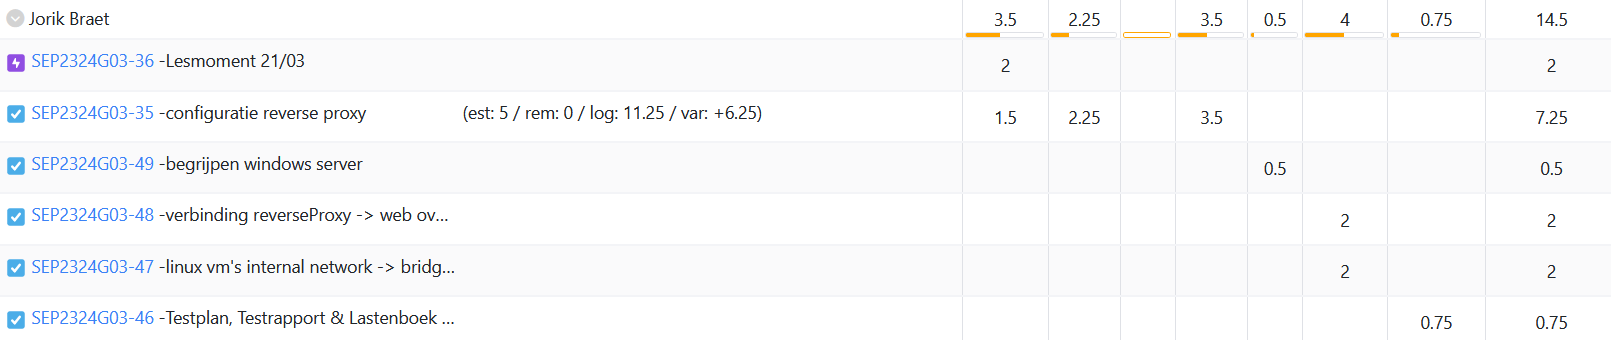 Jorik Braet 3.5 2.25 3.5 0.5 4 0.75 14.5
SEP2324G03-36 -Lesmoment 21/03 2 2
SEP2324G03-35 -configuratie reverse proxy (est: 5 / rem: 0 / log: 11.25 / var: +6.25) 1.5 2.25 3.5 7.25
SEP2324G03-49 -begrijpen windows server 0.5 0.5
SEP2324G03-48 -verbinding reverseProxy -> web ov... 2 2
SEP2324G03-47 -linux vm's internal network -> bridg... 2 2
SEP2324G03-46 -Testplan, Testrapport & Lastenboek ... 0.75 0.75